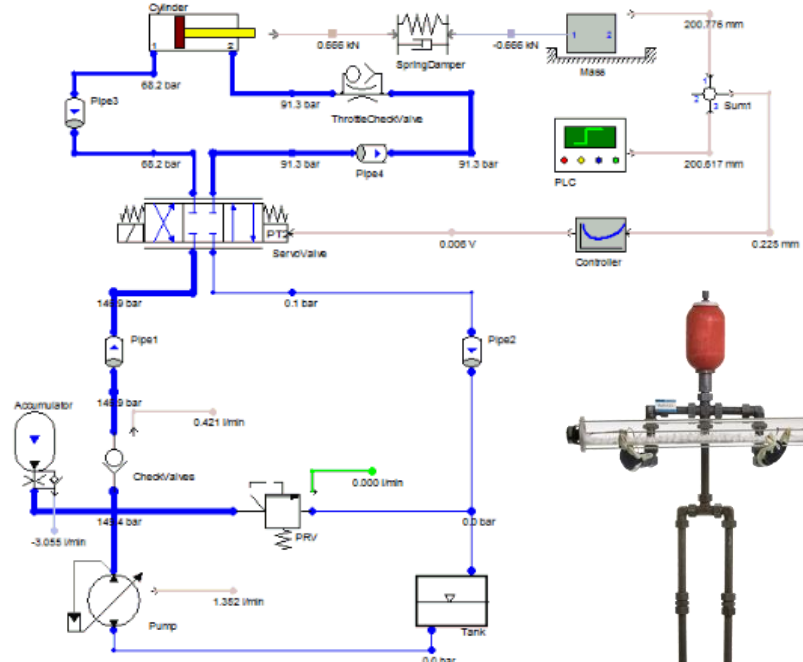 Cylinder
1
2
0.666 kN
SpringDamper
-0.666 kN
1
2
Mass
200.776 mm
68.2 bar
91.3 bar
ThrottleCheckValve
Pipe3
1
2
3
Sum1
68.2 bar
91.3 bar
Pipe4
91.3 bar
PLC
200.617 mm
PT2
ServoValve
0.006 V
Controller
0.225 mm
0.1 bar
Pipe1
Pipe2
Accumulator
0.421 l/min
CheckValves
0.000 l/min
PRV
0.0 bar
-3.055 l/min
1.352 l/min
Pump
Tank
0.0 bar